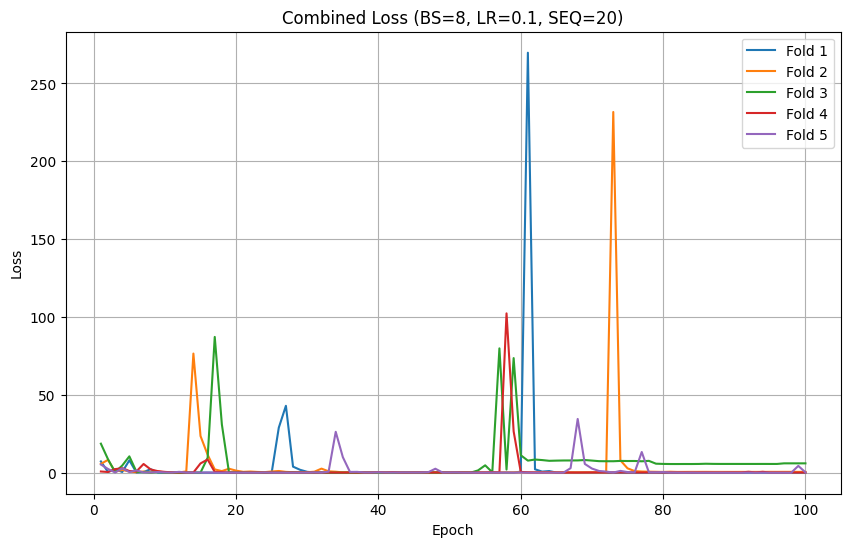 Combined Loss (BS=8, LR=0.1, SEQ=20)
Fold 1
Fold 2
Fold 3
Fold 4
Fold 5
250
200
150
100
50
0
Loss
0 20 40 60 80 100
Epoch